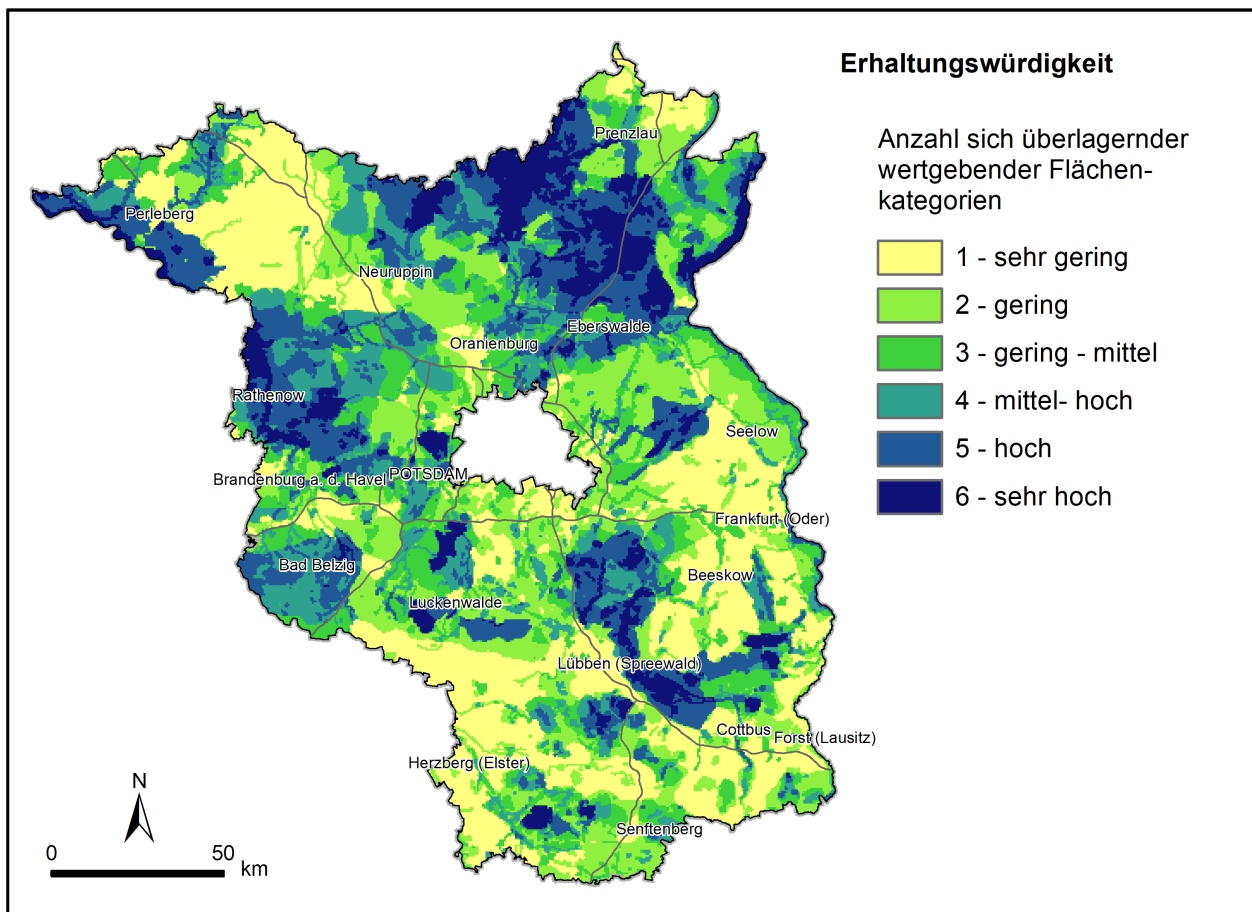 Erhaltungswürdigkeit
Anzahl sich überlagernder
wertgebender Flächen-
kategorien
1 - sehr gering
2 - gering
3 - gering - mittel
4 - mittel- hoch
5 - hoch
6 - sehr hoch
Prenzlau
Perleberg
Neuruppin
Eberswalde
Oranienburg
Rathenow
Seelow
Brandenburg a. d. Havel
POTSDAM
Frankfurt (Oder)
Bad Belzig
Beeskow
Luckenwalde
Lübben (Spreewald)
Cottbus
Forst (Lausitz)
Herzberg (Elster)
Senftenberg
N
0 50
km